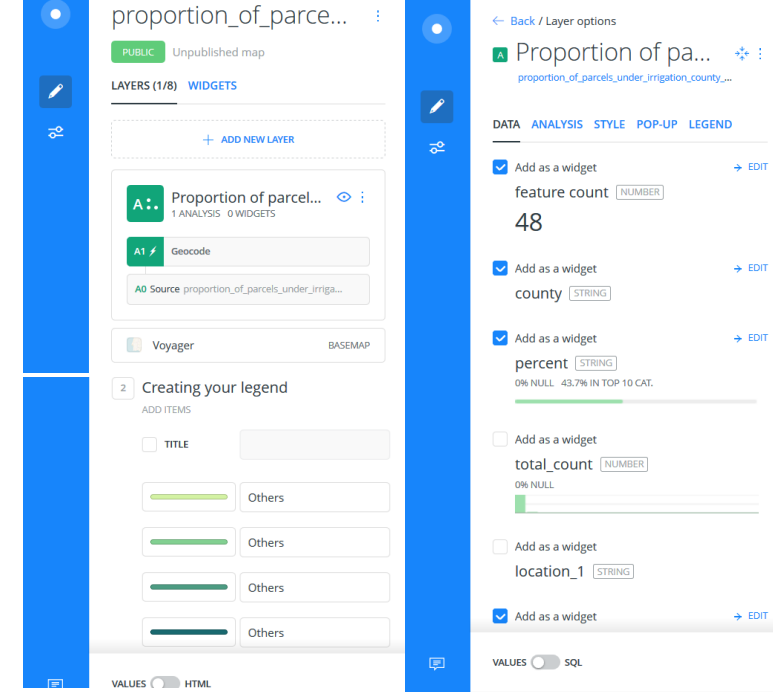 proportion_of_parce...
PUBLIC Unpublished map
LAYERS (1/8) WIDGETS
+ ADD NEW LAYER
A Proportion of parcel...
1 ANALYSIS 0 WIDGETS
A1 Geocode
A0 Source proportion_of_parcels_under_irriga...
Voyager BASEMAP
2 Creating your legend
ADD ITEMS
TITLE
Others
Others
Others
Others
VALUES HTML
← Back / Layer options
A Proportion of pa...
proportion_of_parcels_under_irrigation_county_...
DATA ANALYSIS STYLE POP-UP LEGEND
Add as a widget → EDIT
feature count NUMBER
48
Add as a widget → EDIT
county STRING
Add as a widget → EDIT
percent STRING
0% NULL 43.7% IN TOP 10 CAT.
Add as a widget
total_count NUMBER
0% NULL
Add as a widget
location_1 STRING
Add as a widget → EDIT
VALUES SQL